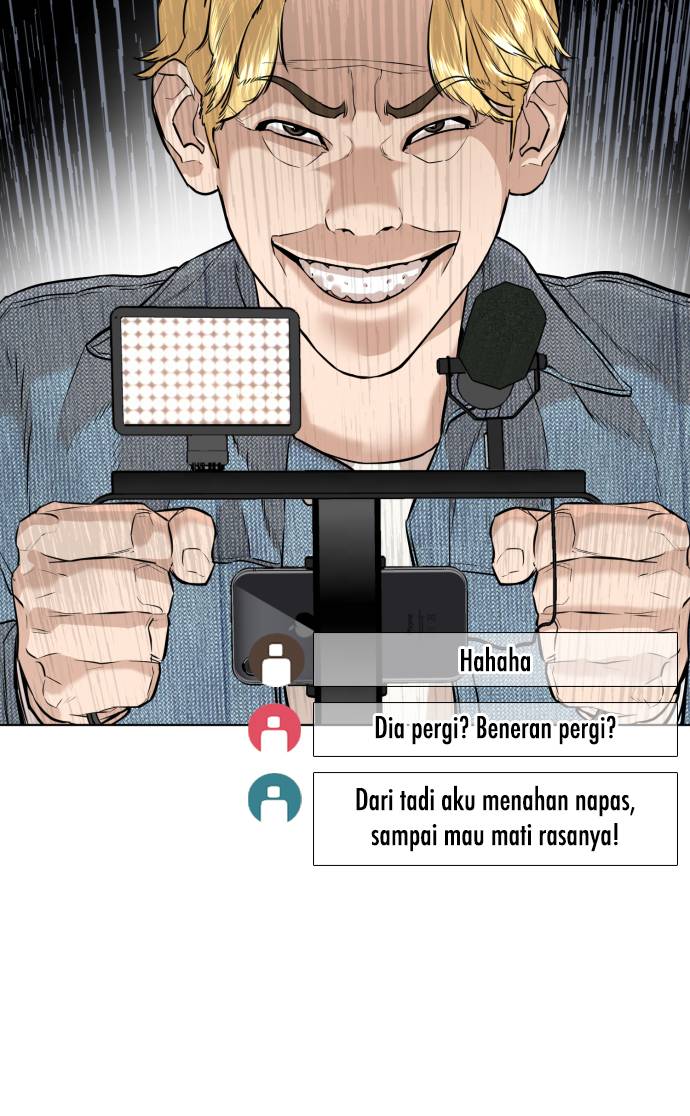 Hahaha
Dia pergi? Beneran pergi?
Dari tadi aku menahan napas,
sampai mau mati rasanya!